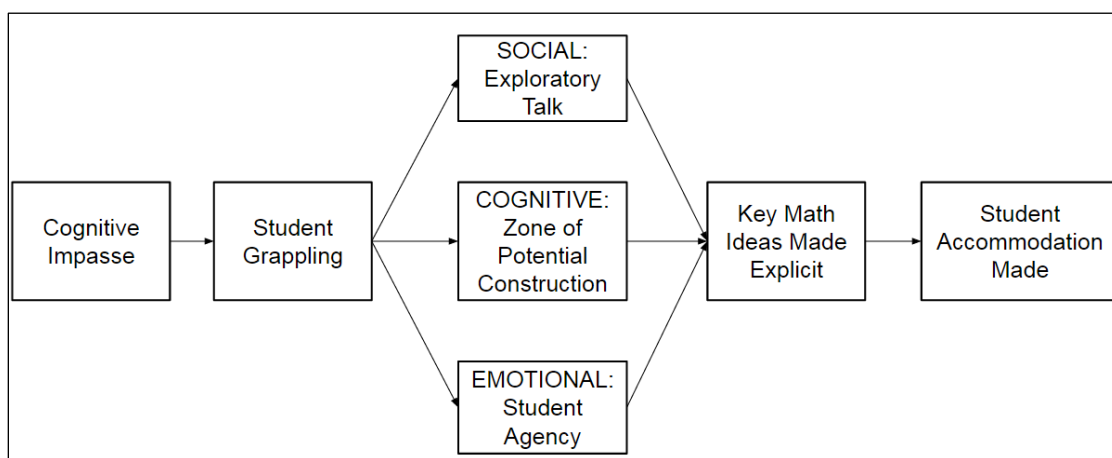 Cognitive
Impasse
Student
Grappling
SOCIAL:
Exploratory
Talk
COGNITIVE:
Zone of
Potential
Construction
EMOTIONAL:
Student
Agency
Key Math
Ideas Made
Explicit
Student
Accommodation
Made